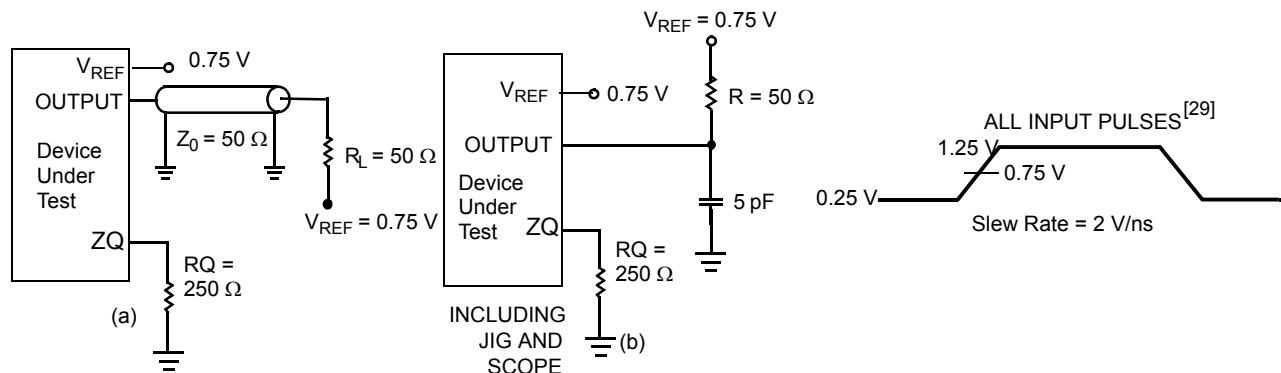 V_REF 0.75 V
OUTPUT
Z_0 = 50 Ω
Device
Under
Test
R_L = 50 Ω
V_REF = 0.75 V
ZQ
RQ =
250 Ω
(a)
V_REF = 0.75 V
V_REF 0.75 V
R = 50 Ω
OUTPUT
Device
Under
Test
5 pF
ZQ
RQ =
250 Ω
INCLUDING
JIG AND
SCOPE
(b)
ALL INPUT PULSES[29]
1.25 V
0.75 V
0.25 V
Slew Rate = 2 V/ns